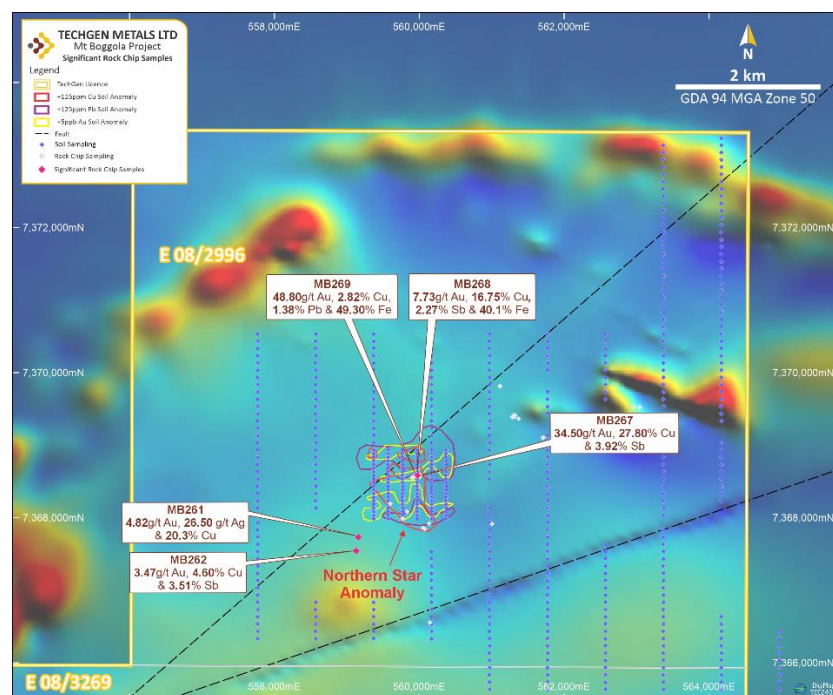 TECHGEN METALS LTD
Mt Boggola Project
Significant Rock Chip Samples
Legend
TechGen Licence
+125ppm Cu Soil Anomaly
+125ppm Pb Soil Anomaly
+5ppb Au Soil Anomaly
Fault
Soil Sampling
Rock Chip Sampling
Significant Rock Chip Samples
558,000mE
560,000mE
562,000mE
N
2 km
GDA 94 MGA Zone 50
7,372,000mN
7,372,000mN
E 08/2996
MB269
48.80g/t Au, 2.82% Cu,
1.38% Pb & 49.30% Fe
MB268
7.73g/t Au, 16.75% Cu,
2.27% Sb & 40.1% Fe
7,370,000mN
7,370,000mN
MB267
34.50g/t Au, 27.80% Cu
& 3.92% Sb
MB261
4.82g/t Au, 26.50 g/t Ag
& 20.3% Cu
7,368,000mN
7,368,000mN
MB262
3.47g/t Au, 4.60% Cu
& 3.51% Sb
Northern Star
Anomaly
7,366,000mN
E 08/3269
558,000mE
560,000mE
562,000mE
564,000mE